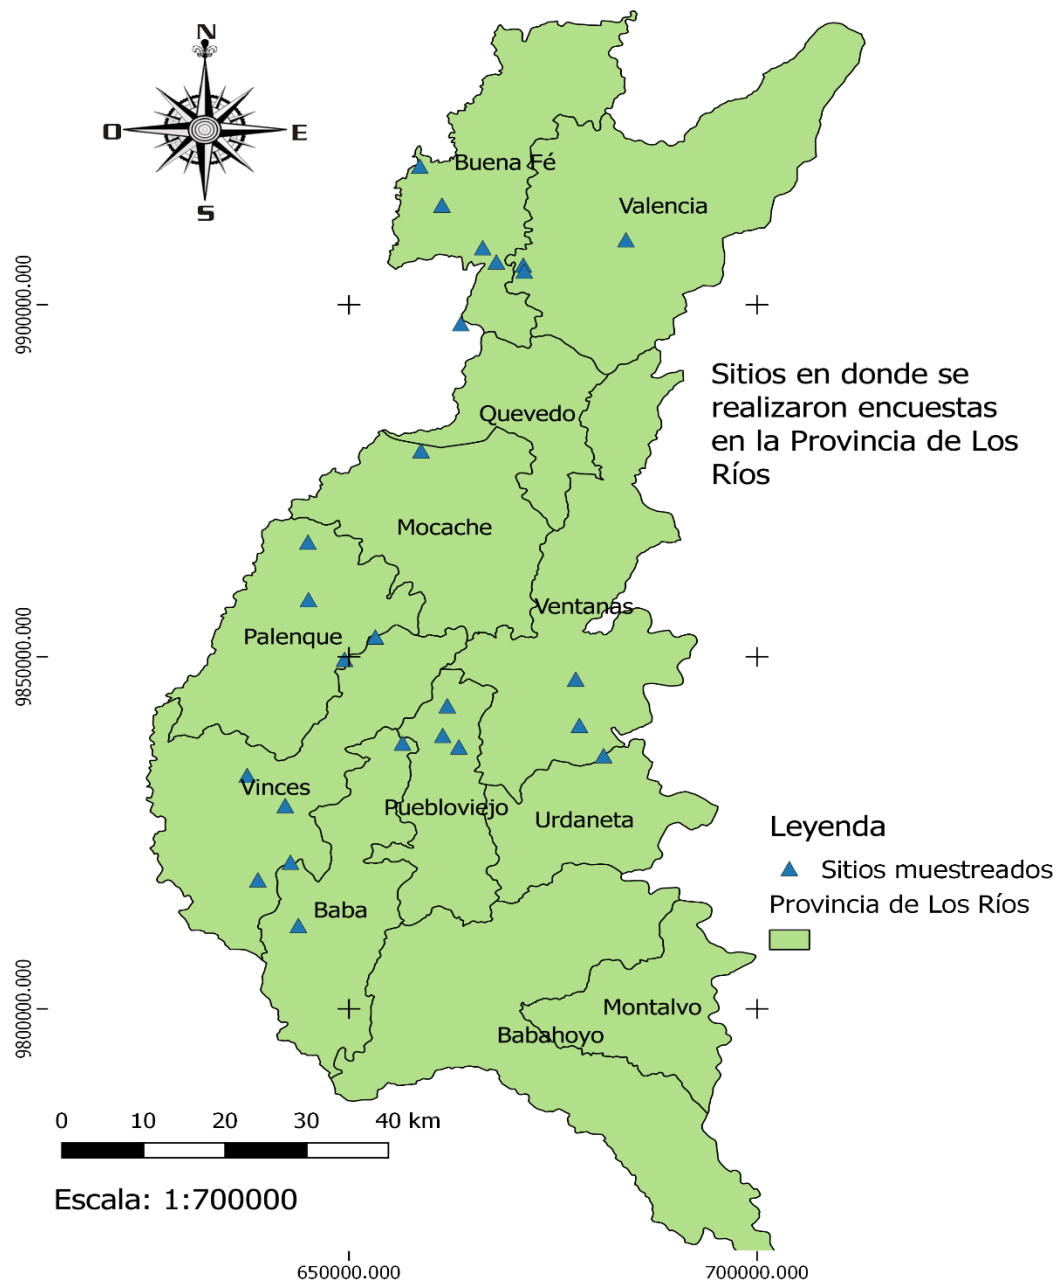 N
O
E
S
Buena Fé
Valencia
9900000.000
Sitios en donde se
realizaron encuestas
en la Provincia de Los
Ríos
Quevedo
Mocache
Ventanas
Palenque
9850000.000
Vinces
Puebloviejo
Urdaneta
Leyenda
Sitios muestreados
Provincia de Los Ríos
Baba
9800000.000
Montalvo
Babahoyo
0 10 20 30 40 km
Escala: 1:700000
650000.000 700000.000